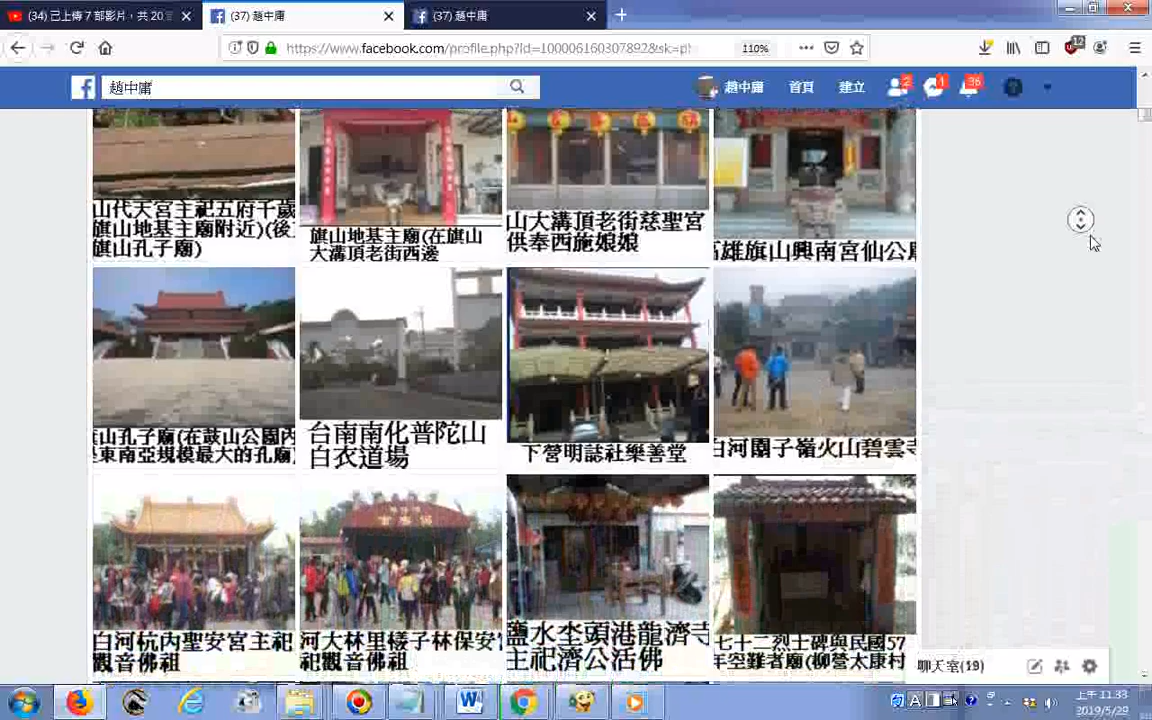 (34) 已上傳 7 部影片，共 20
(37) 趙中庸
(37) 趙中庸
110%
12
趙中庸
趙中庸
首頁
建立
2
1
36
山代天宮主祀五府千歲
旗山地基主廟附近)(後
旗山孔子廟)
旗山地基主廟(在旗山
大溝頂老街西邊
山大溝頂老街慈聖宮
供奉西施娘娘
高雄旗山興南宮仙公廟
山孔子廟(在鼓山公園內
是東南亞規模最大的孔廟)
台南南化普陀山
白衣道場
下營明誌社樂善堂
白河關子嶺火山碧雲寺
白河杭內聖安宮主祀
觀音佛祖
河大林里樣子林保安宮
祀觀音佛祖
鹽水坔頭港龍濟寺
主祀濟公活佛
七十二烈士碑與民國57
年空難者廟(柳營太康村
聊天室(19)
上午 11:33
2019/5/29